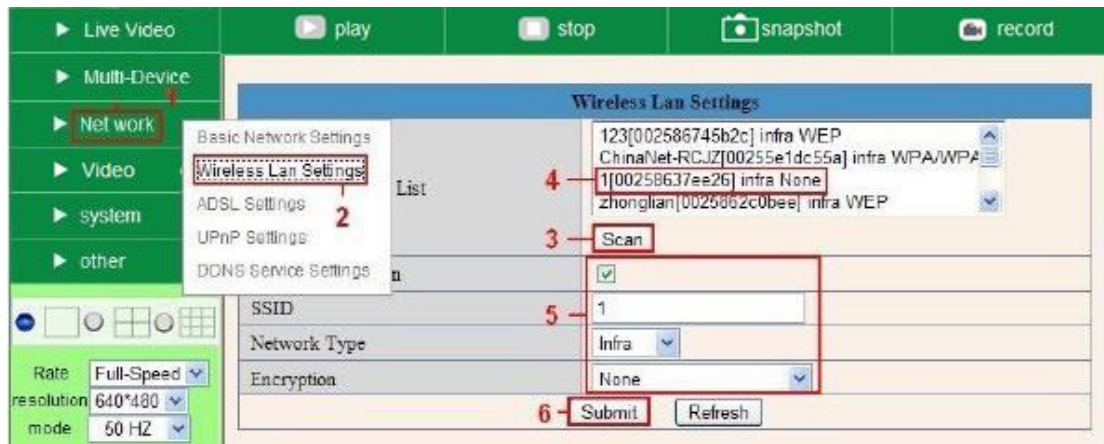 Live Video
play
stop
snapshot
record
Multi-Device
1
Net work
Video
system
other
Basic Network Settings
Wireless Lan Settings
2
ADSL Settings
UPnP Settings
DDNS Service Settings
Wireless Lan Settings
List
123[002586745b2c] infra WEP
ChinaNet-RCJZ[00255e1dc55a] infra WPA/WPA
4
1[00258637ee26] infra None
zhonglian[0025862c0bee] infra WEP
3
Scan
n
5
SSID
1
Network Type
Infra
Encryption
None
6
Submit
Refresh
Rate
Full-Speed
resolution
640*480
mode
50 HZ